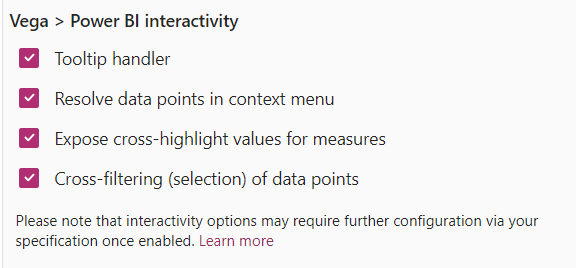 Vega > Power BI interactivity
Tooltip handler
Resolve data points in context menu
Expose cross-highlight values for measures
Cross-filtering (selection) of data points
Please note that interactivity options may require further configuration via your
specification once enabled. Learn more